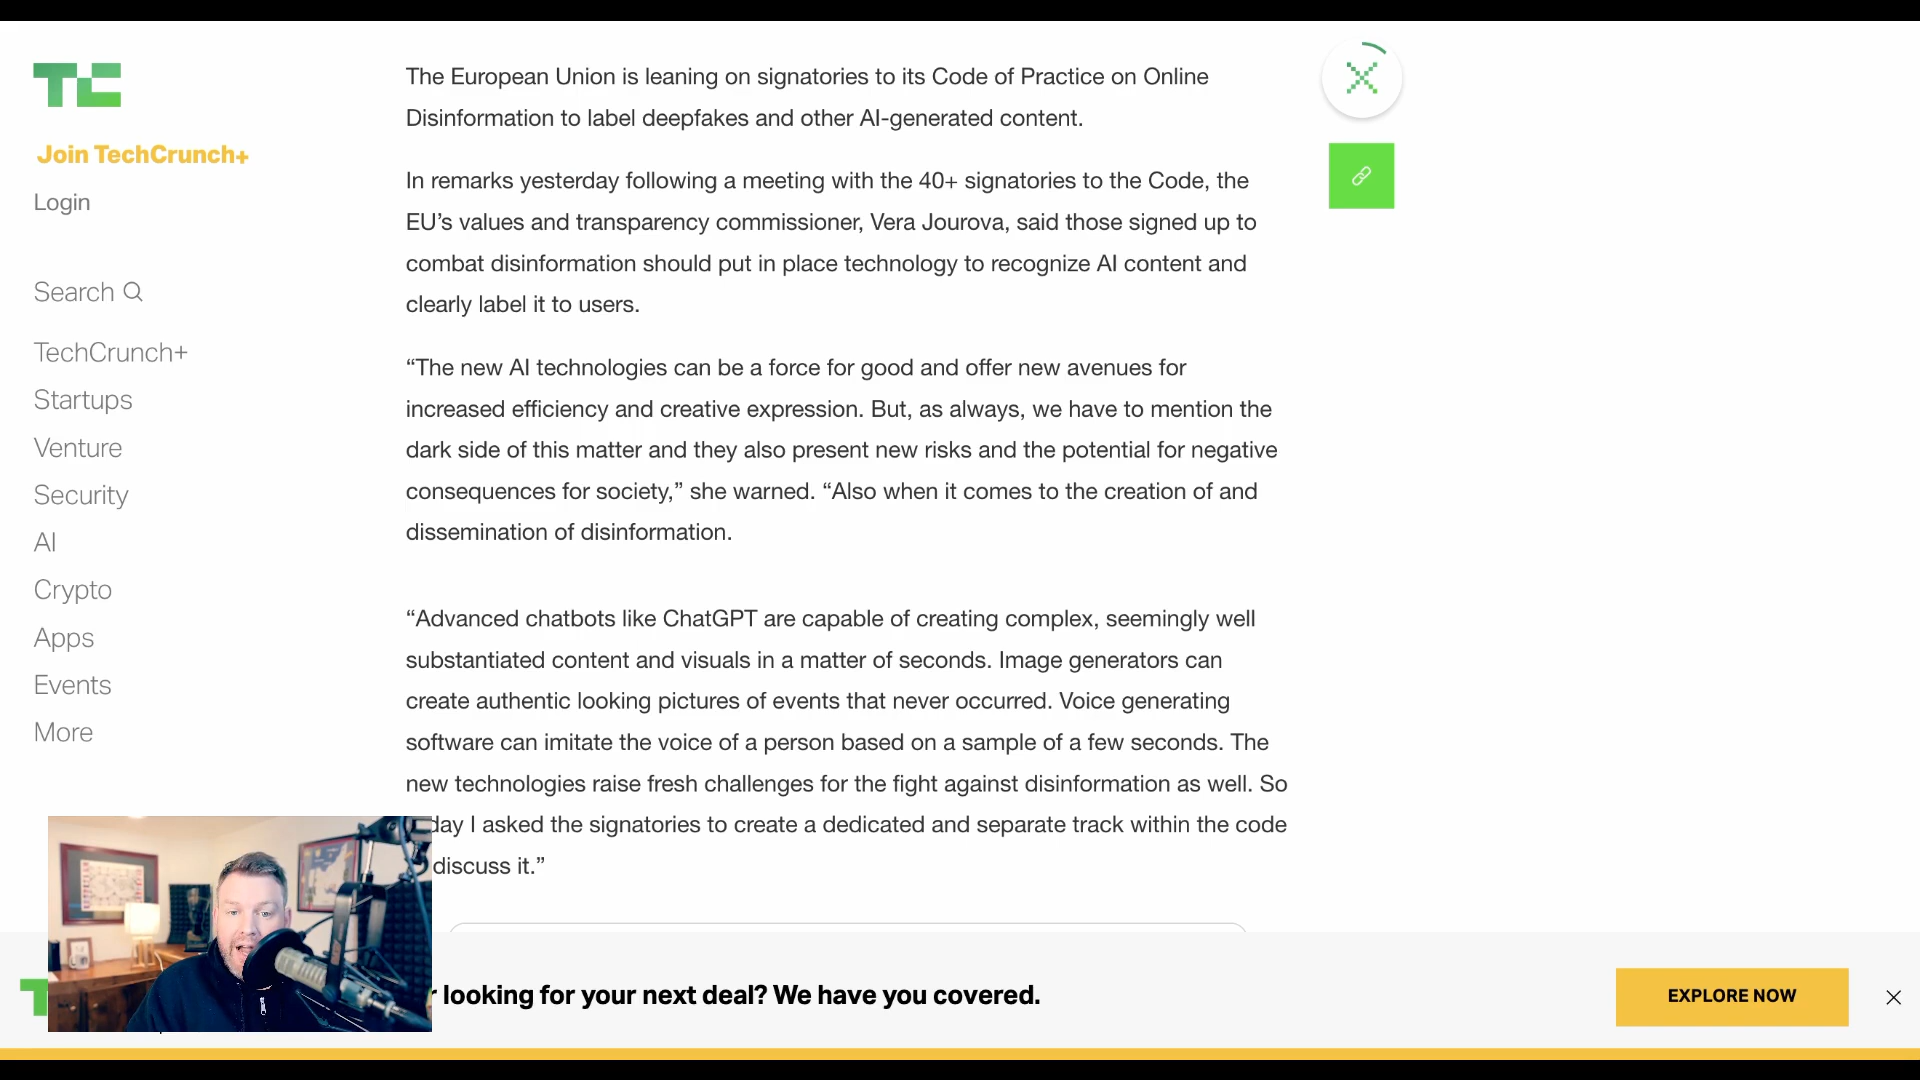 TC
Join TechCrunch+
Login
Search
TechCrunch+
Startups
Venture
Security
AI
Crypto
Apps
Events
More
The European Union is leaning on signatories to its Code of Practice on Online
Disinformation to label deepfakes and other AI-generated content.
In remarks yesterday following a meeting with the 40+ signatories to the Code, the
EU’s values and transparency commissioner, Vera Jourova, said those signed up to
combat disinformation should put in place technology to recognize AI content and
clearly label it to users.
“The new AI technologies can be a force for good and offer new avenues for
increased efficiency and creative expression. But, as always, we have to mention the
dark side of this matter and they also present new risks and the potential for negative
consequences for society,” she warned. “Also when it comes to the creation of and
dissemination of disinformation.
“Advanced chatbots like ChatGPT are capable of creating complex, seemingly well
substantiated content and visuals in a matter of seconds. Image generators can
create authentic looking pictures of events that never occurred. Voice generating
software can imitate the voice of a person based on a sample of a few seconds. The
new technologies raise fresh challenges for the fight against disinformation as well. So
day I asked the signatories to create a dedicated and separate track within the code
discuss it.”
looking for your next deal? We have you covered.
EXPLORE NOW